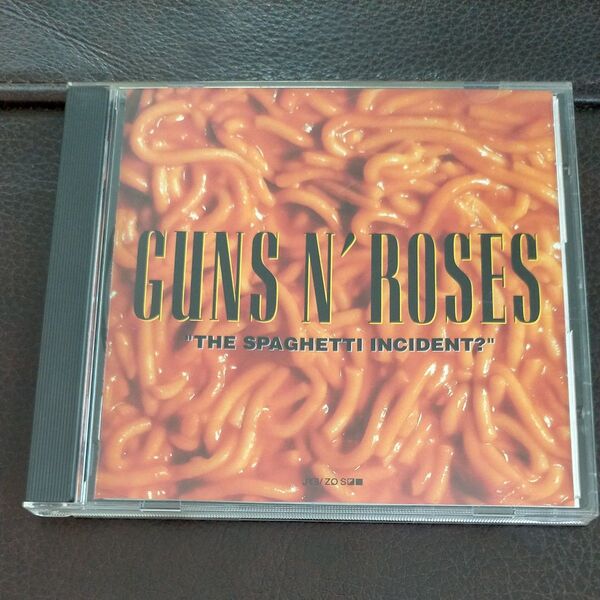 GUNS N' ROSES
"THE SPAGHETTI INCIDENT?"